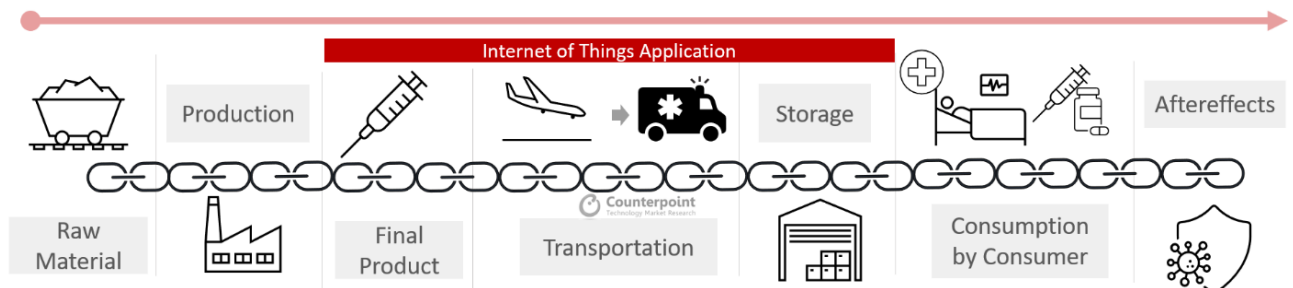 Internet of Things Application
Production
Storage
Aftereffects
Counterpoint
Technology Market Research
Raw
Material
Final
Product
Transportation
Consumption
by Consumer